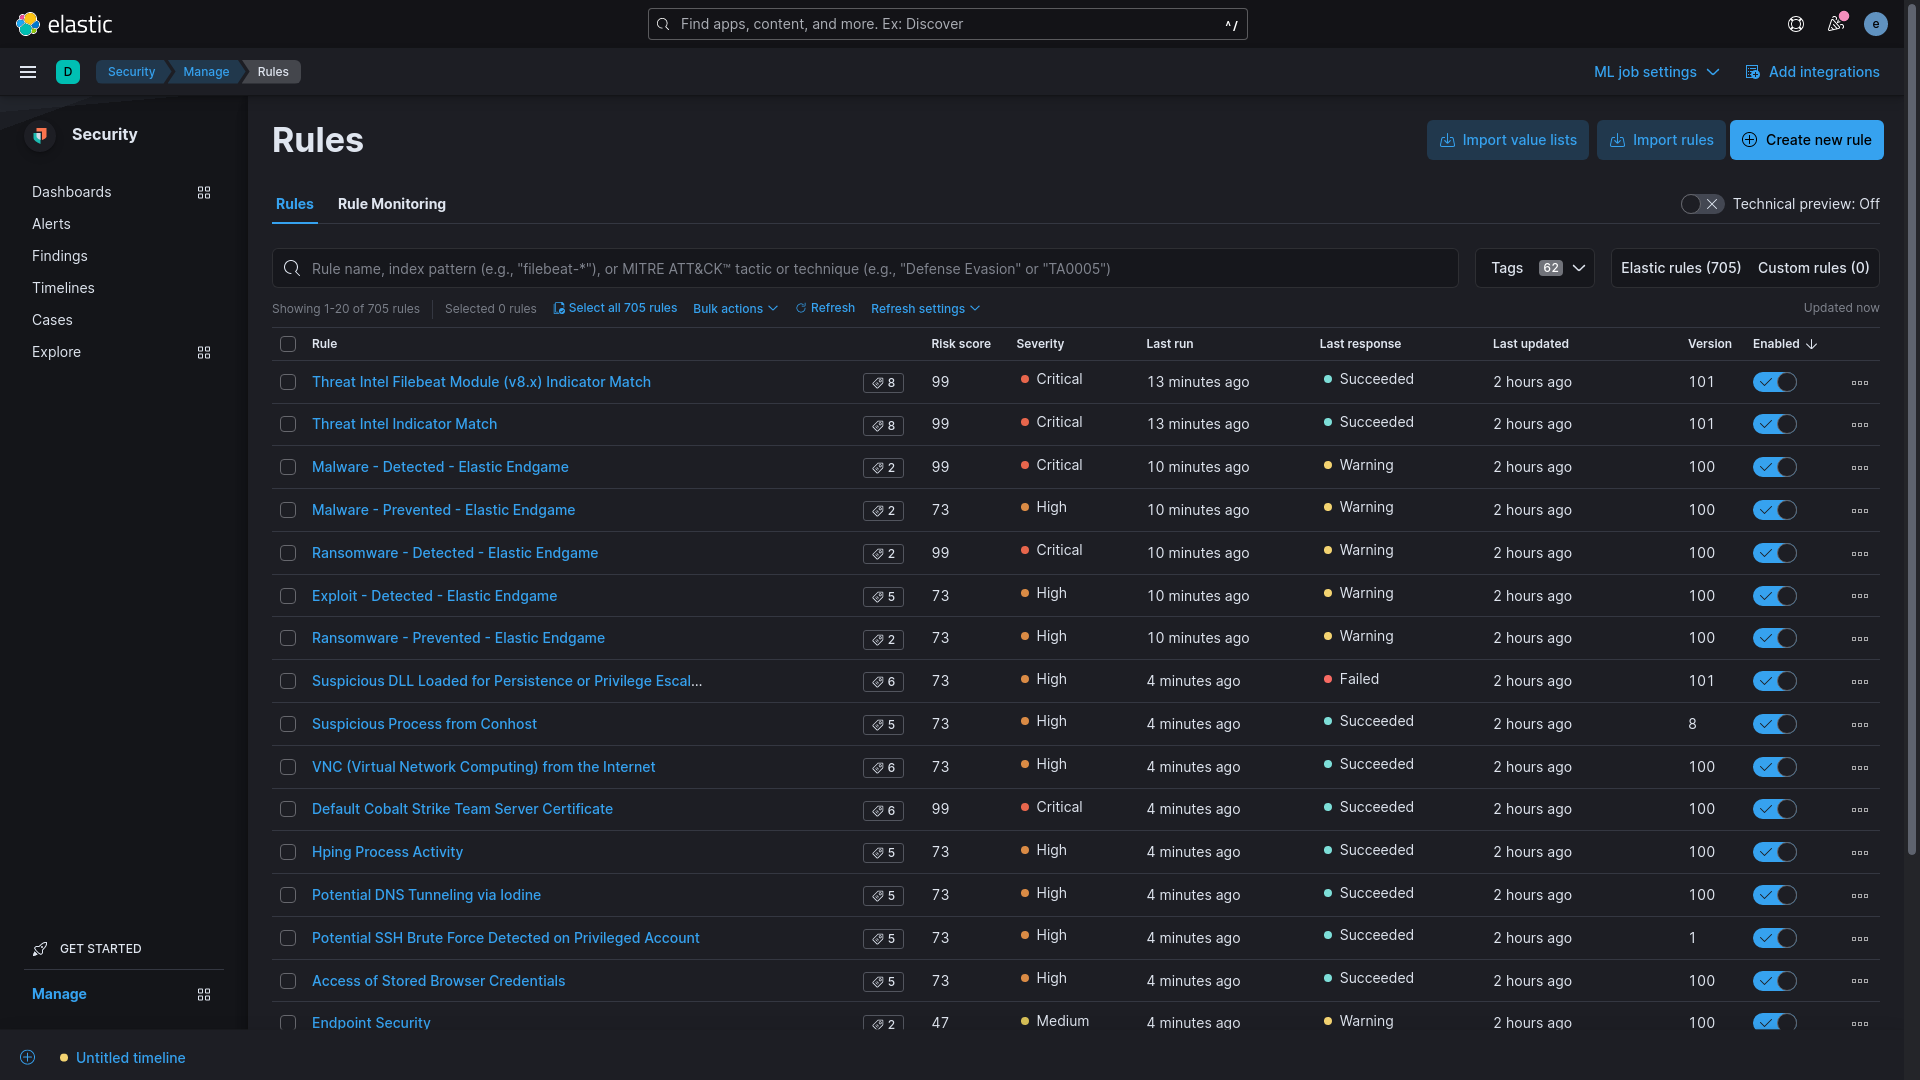 elastic
Find apps, content, and more. Ex: Discover ^/
e
D Security Manage Rules ML job settings Add integrations
Security
Dashboards
Alerts
Findings
Timelines
Cases
Explore
GET STARTED
Manage
Rules
Import value lists Import rules Create new rule
Rules Rule Monitoring Technical preview: Off
Rule name, index pattern (e.g., "filebeat-*"), or MITRE ATT&CK™ tactic or technique (e.g., "Defense Evasion" or "TA0005") Tags 62 Elastic rules (705) Custom rules (0)
Showing 1-20 of 705 rules Selected 0 rules Select all 705 rules Bulk actions Refresh Refresh settings Updated now
Rule Risk score Severity Last run Last response Last updated Version Enabled
Threat Intel Filebeat Module (v8.x) Indicator Match 8 99 Critical 13 minutes ago Succeeded 2 hours ago 101
Threat Intel Indicator Match 8 99 Critical 13 minutes ago Succeeded 2 hours ago 101
Malware - Detected - Elastic Endgame 2 99 Critical 10 minutes ago Warning 2 hours ago 100
Malware - Prevented - Elastic Endgame 2 73 High 10 minutes ago Warning 2 hours ago 100
Ransomware - Detected - Elastic Endgame 2 99 Critical 10 minutes ago Warning 2 hours ago 100
Exploit - Detected - Elastic Endgame 5 73 High 10 minutes ago Warning 2 hours ago 100
Ransomware - Prevented - Elastic Endgame 2 73 High 10 minutes ago Warning 2 hours ago 100
Suspicious DLL Loaded for Persistence or Privilege Escal... 6 73 High 4 minutes ago Failed 2 hours ago 101
Suspicious Process from Conhost 5 73 High 4 minutes ago Succeeded 2 hours ago 8
VNC (Virtual Network Computing) from the Internet 6 73 High 4 minutes ago Succeeded 2 hours ago 100
Default Cobalt Strike Team Server Certificate 6 99 Critical 4 minutes ago Succeeded 2 hours ago 100
Hping Process Activity 5 73 High 4 minutes ago Succeeded 2 hours ago 100
Potential DNS Tunneling via Iodine 5 73 High 4 minutes ago Succeeded 2 hours ago 100
Potential SSH Brute Force Detected on Privileged Account 5 73 High 4 minutes ago Succeeded 2 hours ago 1
Access of Stored Browser Credentials 5 73 High 4 minutes ago Succeeded 2 hours ago 100
Endpoint Security 2 47 Medium 4 minutes ago Warning 2 hours ago 100
Untitled timeline